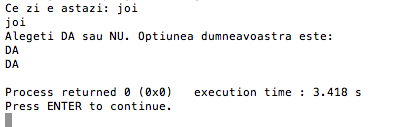 Ce zi e astazi: joi
joi
Alegeti DA sau NU. Optiunea dumneavoastra este:
DA
DA
Process returned 0 (0x0)   execution time : 3.418 s
Press ENTER to continue.